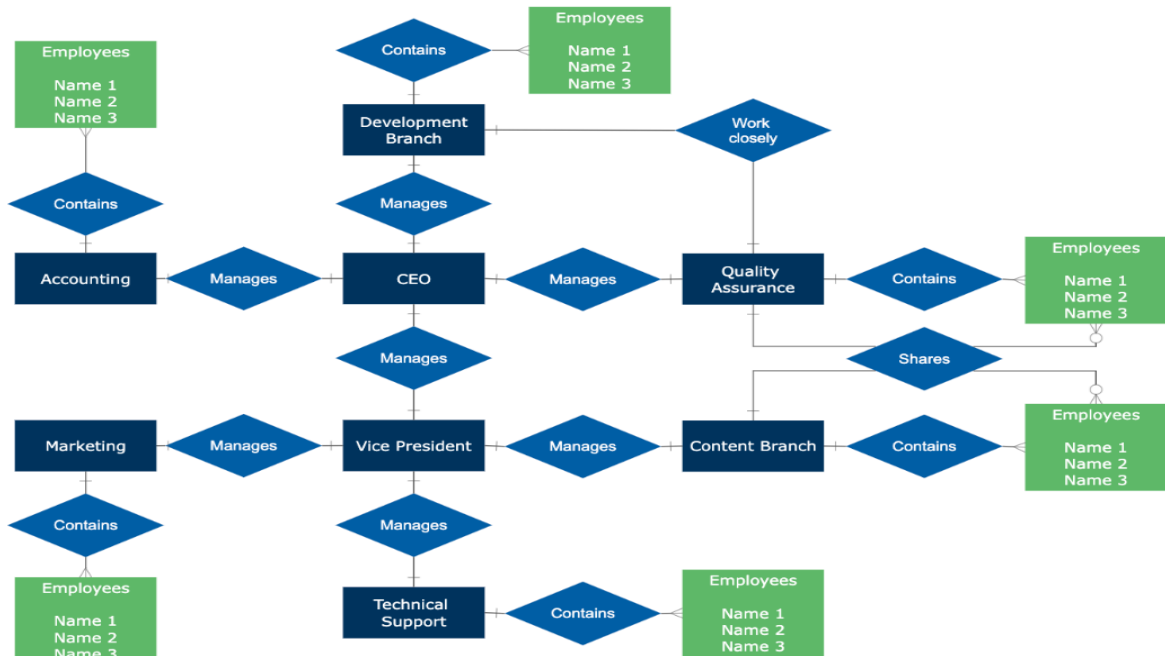 Employees
Name 1
Name 2
Name 3
Contains
Employees
Name 1
Name 2
Name 3
Development
Branch
Work
closely
Contains
Manages
Accounting
Manages
CEO
Manages
Quality
Assurance
Contains
Employees
Name 1
Name 2
Name 3
Manages
Shares
Marketing
Manages
Vice President
Manages
Content Branch
Contains
Employees
Name 1
Name 2
Name 3
Contains
Manages
Employees
Name 1
Name 2
Name 3
Technical
Support
Contains
Employees
Name 1
Name 2
Name 3